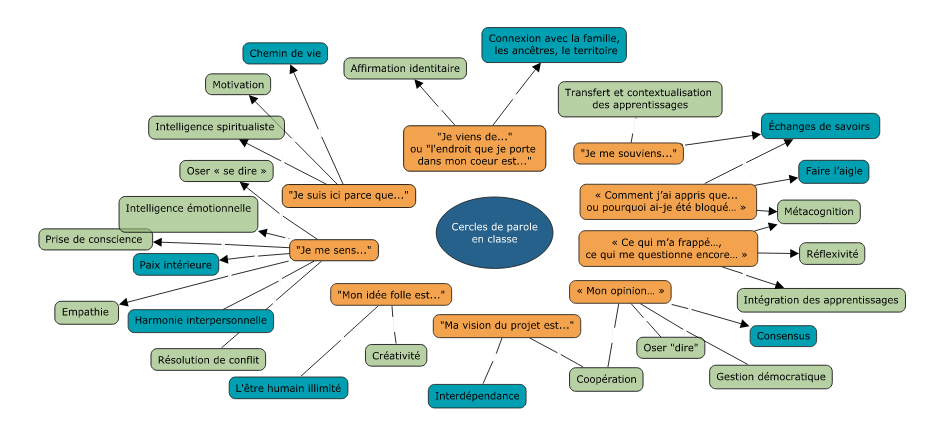 Connexion avec la famille,
les ancêtres, le territoire
Chemin de vie
Affirmation identitaire
Motivation
Transfert et contextualisation
des apprentissages
Intelligence spiritualiste
"Je viens de..."
ou "l'endroit que je porte
dans mon coeur est..."
Échanges de savoirs
"Je me souviens..."
Oser « se dire »
Faire l'aigle
"Je suis ici parce que..."
« Comment j'ai appris que...
ou pourquoi ai-je été bloqué... »
Intelligence émotionnelle
Métacognition
Cercles de parole
en classe
Prise de conscience
"Je me sens..."
« Ce qui m'a frappé...,
ce qui me questionne encore... »
Réflexivité
Paix intérieure
"Mon idée folle est..."
« Mon opinion... »
Intégration des apprentissages
Empathie
Harmonie interpersonnelle
"Ma vision du projet est..."
Consensus
Résolution de conflit
Créativité
Oser "dire"
L'être humain illimité
Coopération
Gestion démocratique
Interdépendance